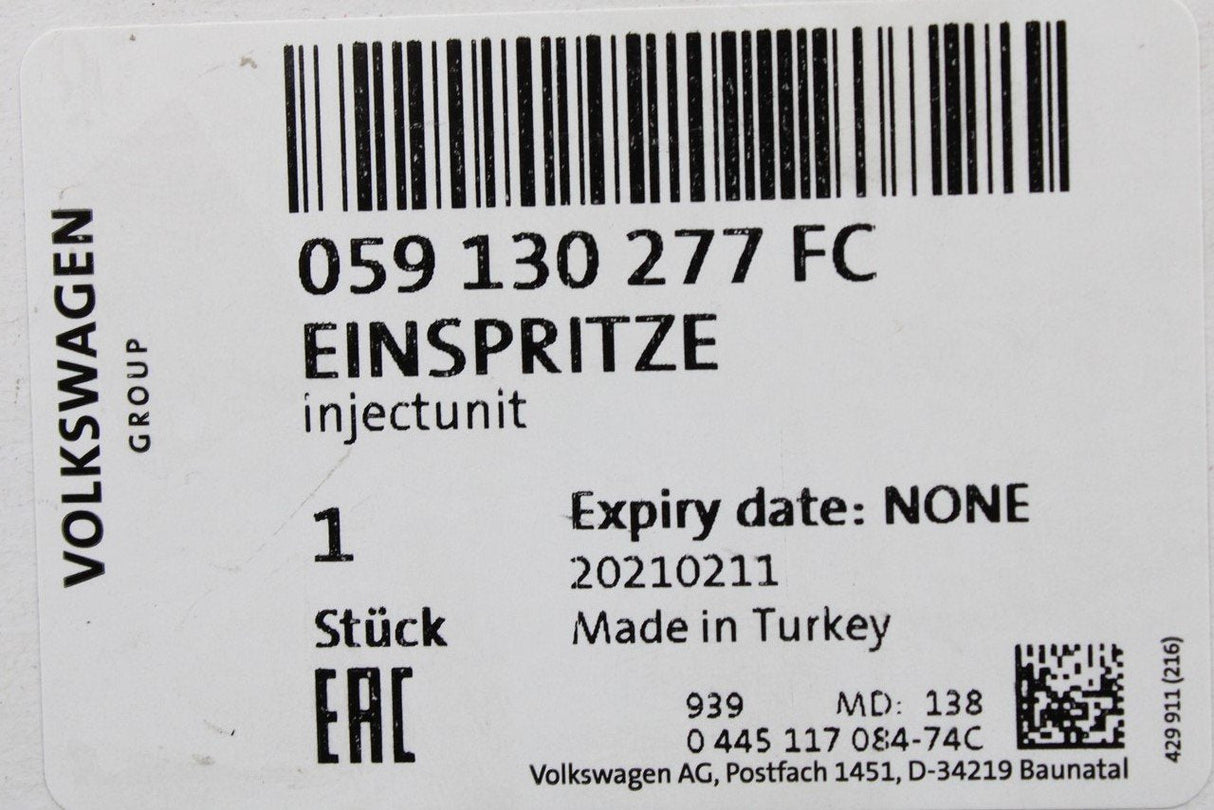 VOLKSWAGEN
GROUP
059 130 277 FC
EINSPRITZE
injectunit
1
Stück
EAC
Expiry date: NONE
20210211
Made in Turkey
939 MD: 138
0 445 117 084-74C
Volkswagen AG, Postfach 1451, D-34219 Baunatal
429 911 (216)